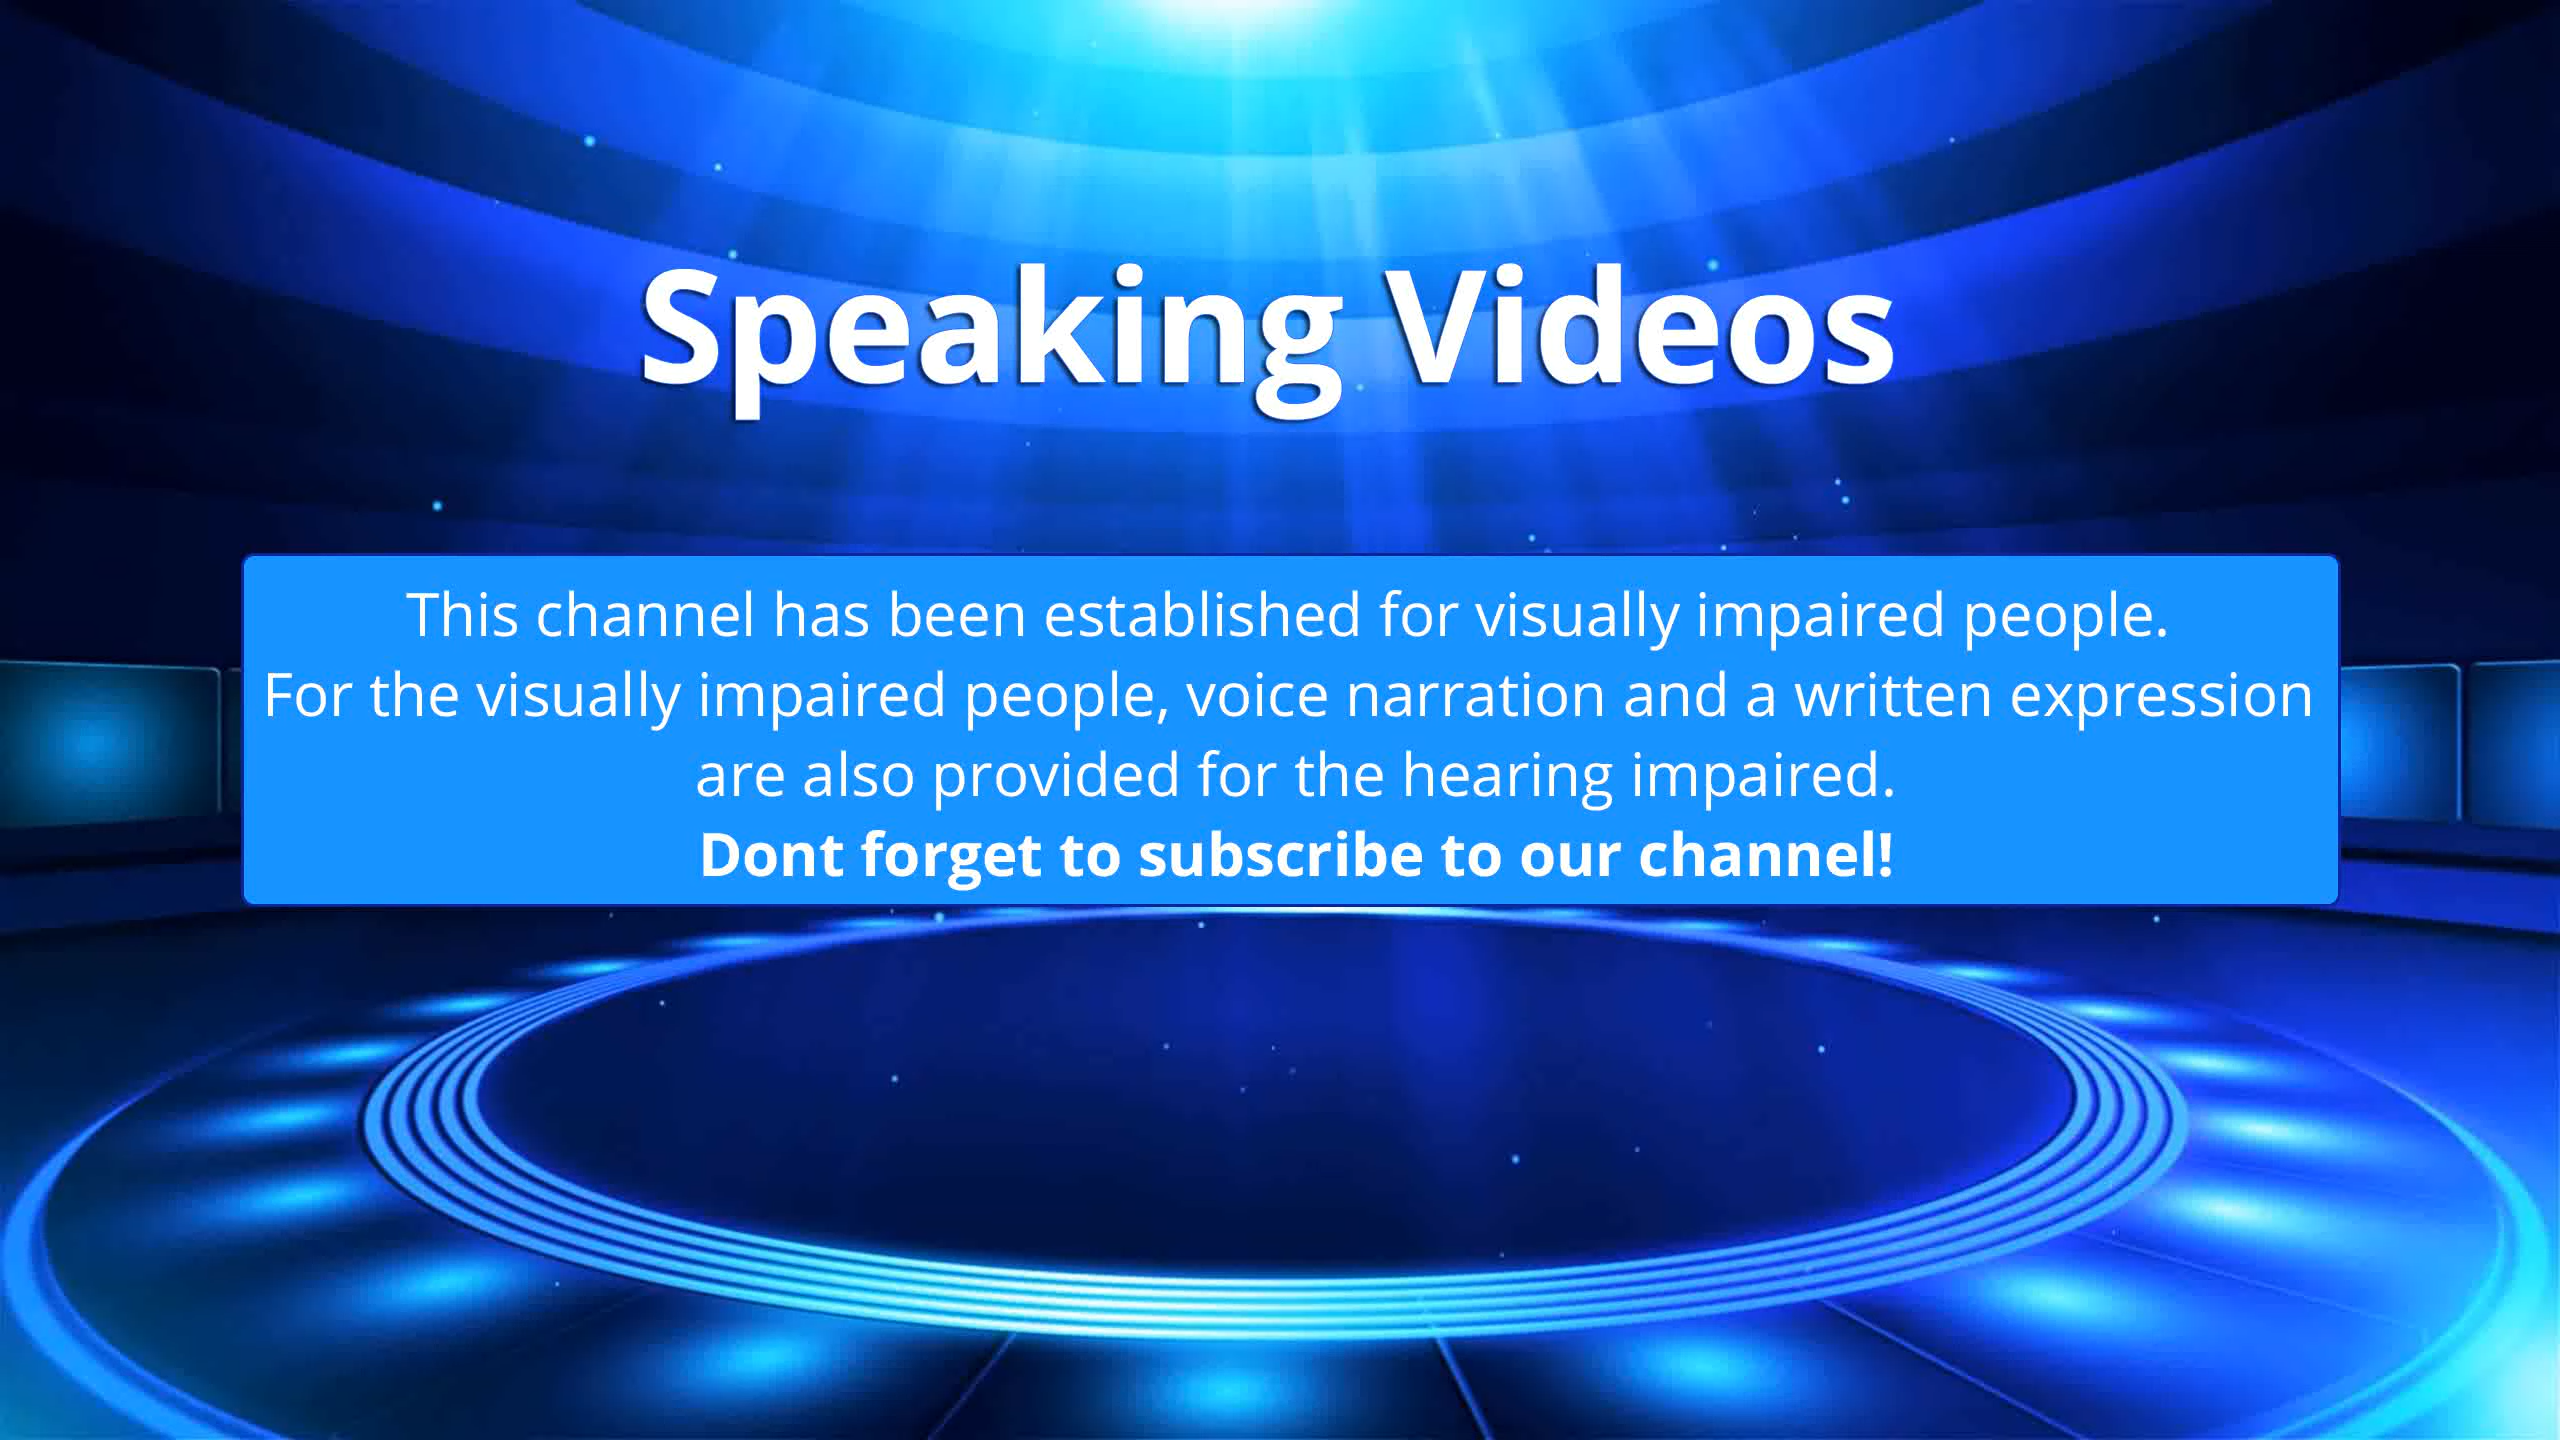 Speaking Videos
This channel has been established for visually impaired people.
For the visually impaired people, voice narration and a written expression
are also provided for the hearing impaired.
Dont forget to subscribe to our channel!